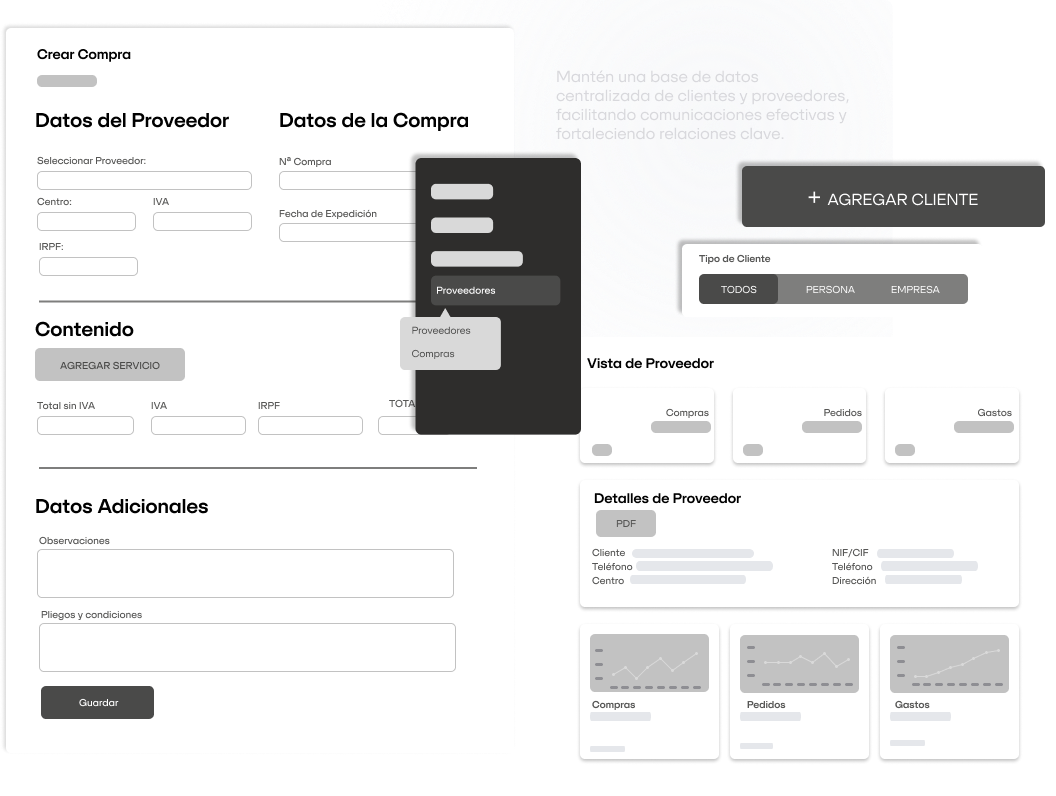 Crear Compra
Datos del Proveedor
Datos de la Compra
Seleccionar Proveedor:
Nª Compra
Centro:
IVA
Fecha de Expedición
IRPF:
Contenido
AGREGAR SERVICIO
Total sin IVA
IVA
IRPF
TOTA
Datos Adicionales
Observaciones
Pliegos y condiciones
Guardar
Proveedores
Proveedores
Compras
Mantén una base de datos
centralizada de clientes y proveedores,
facilitando comunicaciones efectivas y
fortaleciendo relaciones clave.
+ AGREGAR CLIENTE
Tipo de Cliente
TODOS
PERSONA
EMPRESA
Vista de Proveedor
Compras
Pedidos
Gastos
Detalles de Proveedor
PDF
Cliente
NIF/CIF
Teléfono
Teléfono
Centro
Dirección
Compras
Pedidos
Gastos